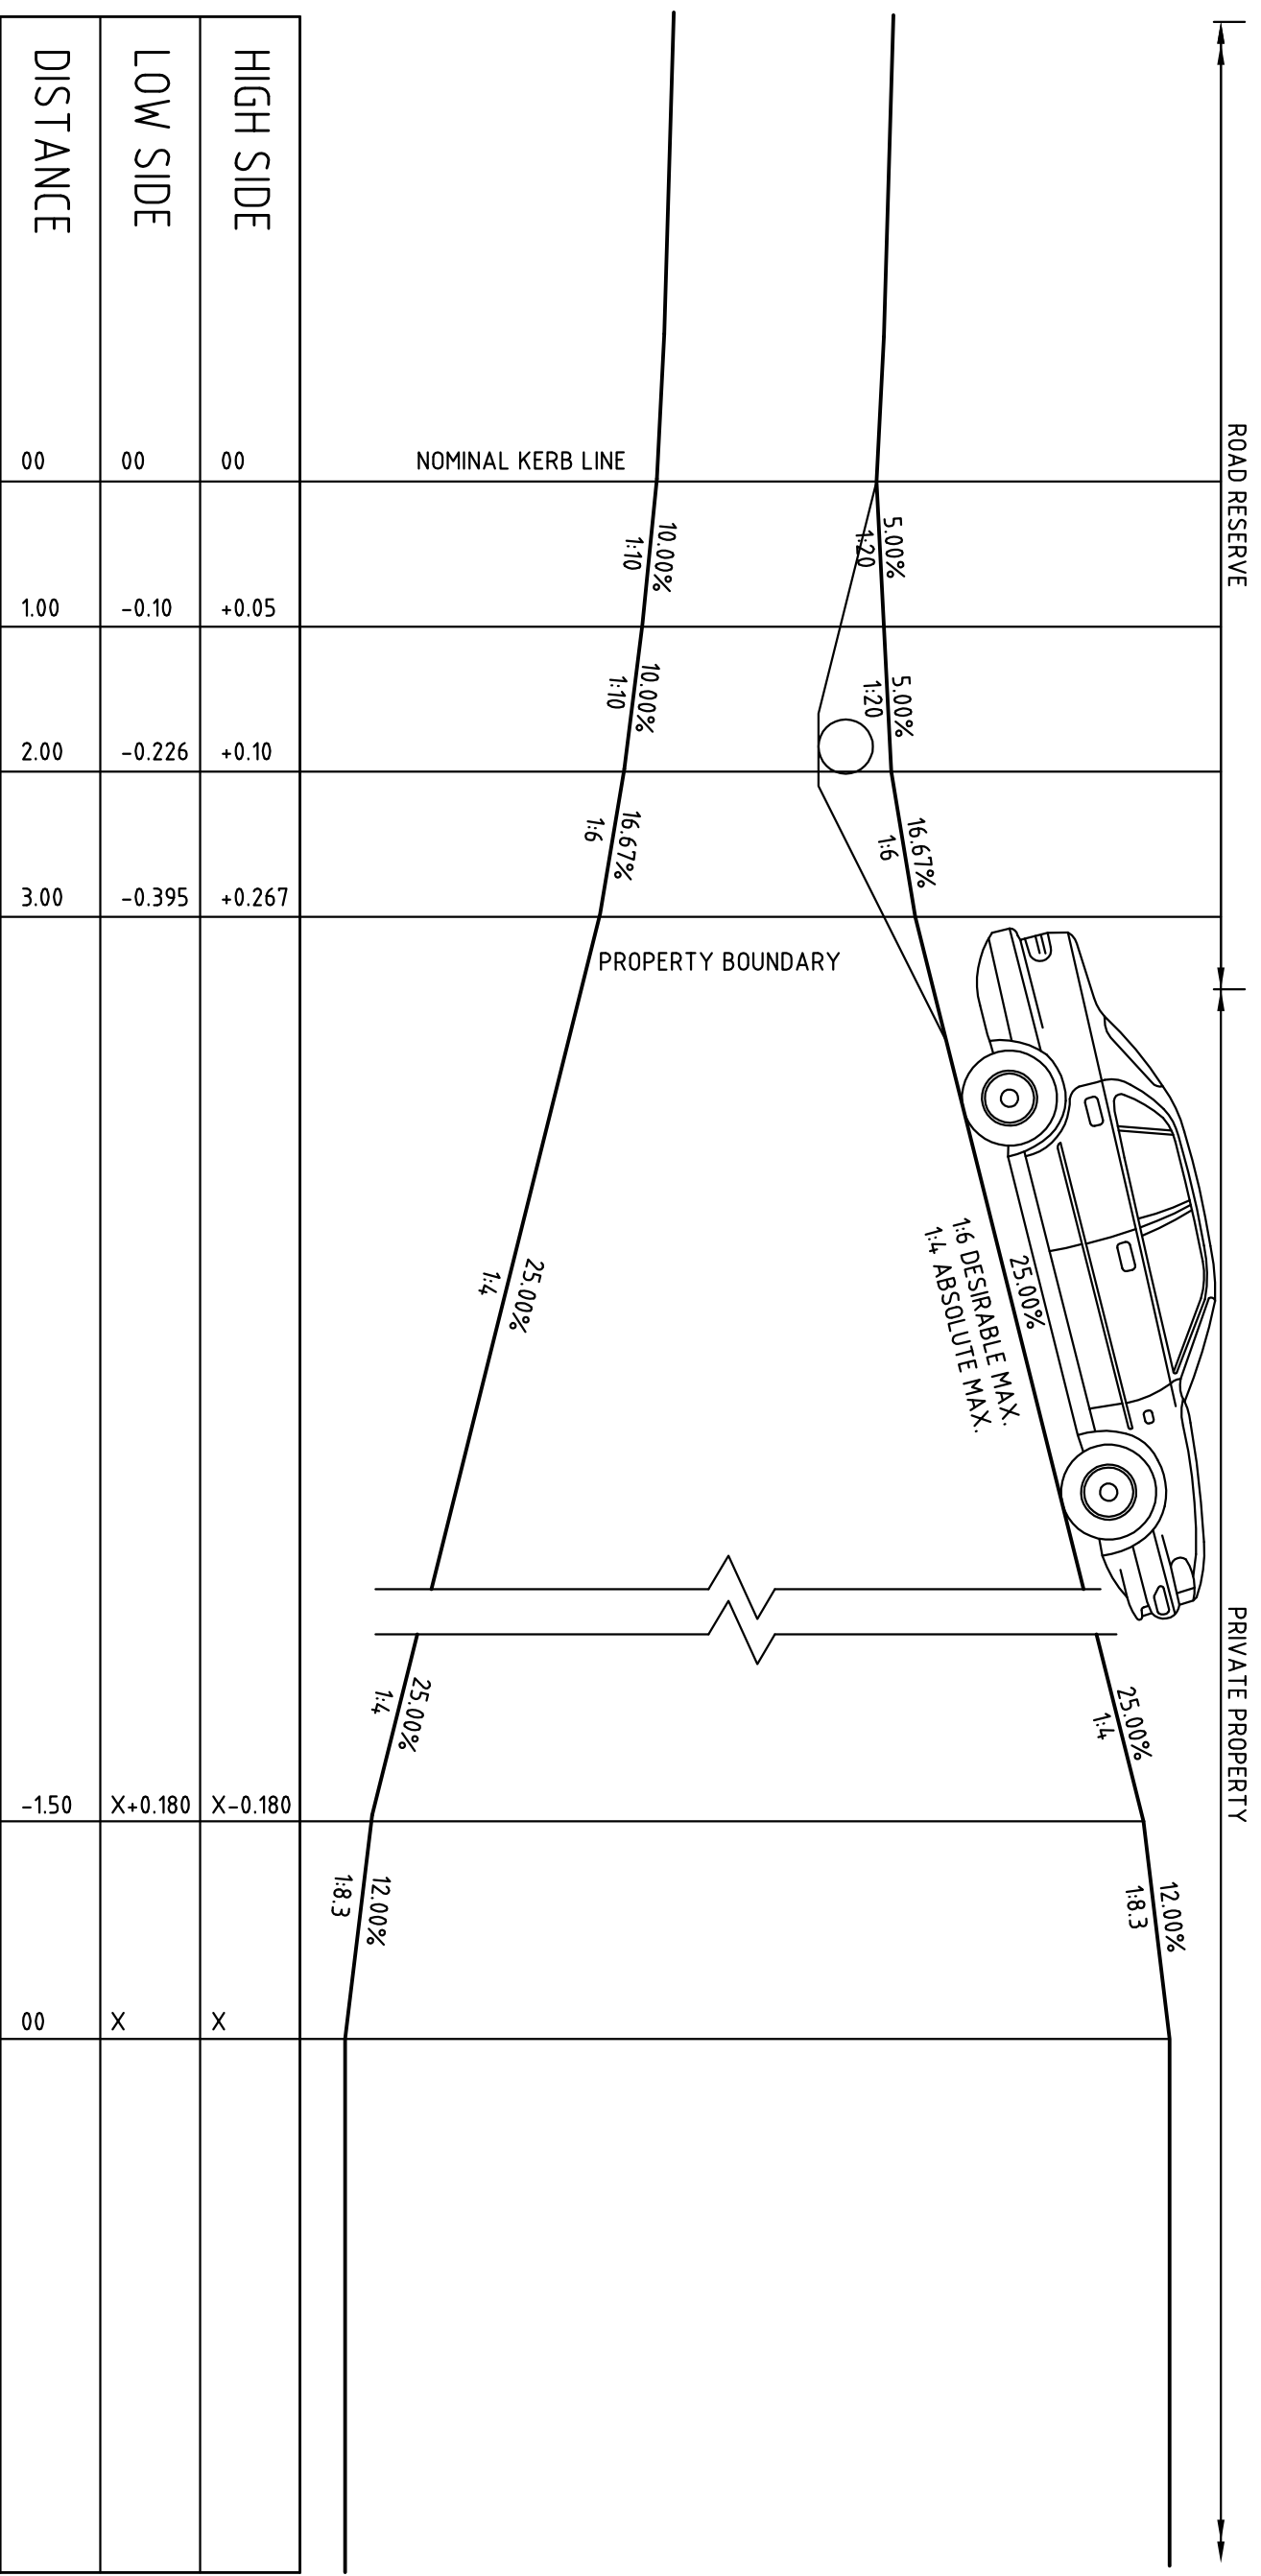 ROAD RESERVE
PRIVATE PROPERTY
5.00%
1:20
5.00%
1:20
16.67%
1:6
25.00%
1:6 DESIRABLE MAX.
1:4 ABSOLUTE MAX.
25.00%
1:4
12.00%
1:8.3
NOMINAL KERB LINE
PROPERTY BOUNDARY
10.00%
1:10
10.00%
1:10
16.67%
1:6
25.00%
1:4
25.00%
1:4
12.00%
1:8.3
HIGH SIDE 00 +0.05 +0.10 +0.267 X-0.180 X
LOW SIDE 00 -0.10 -0.226 -0.395 X+0.180 X
DISTANCE 00 1.00 2.00 3.00 -1.50 00